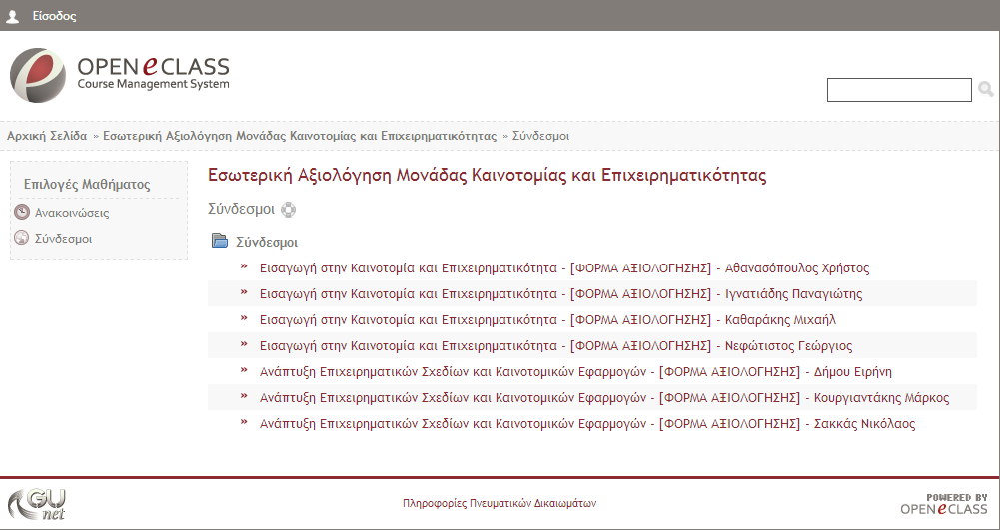 Είσοδος
OPEN eCLASS
Course Management System
Αρχική Σελίδα » Εσωτερική Αξιολόγηση Μονάδας Καινοτομίας και Επιχειρηματικότητας » Σύνδεσμοι
Επιλογές Μαθήματος
Ανακοινώσεις
Σύνδεσμοι
Εσωτερική Αξιολόγηση Μονάδας Καινοτομίας και Επιχειρηματικότητας
Σύνδεσμοι
Σύνδεσμοι
» Εισαγωγή στην Καινοτομία και Επιχειρηματικότητα - [ΦΟΡΜΑ ΑΞΙΟΛΟΓΗΣΗΣ] - Αθανασόπουλος Χρήστος
» Εισαγωγή στην Καινοτομία και Επιχειρηματικότητα - [ΦΟΡΜΑ ΑΞΙΟΛΟΓΗΣΗΣ] - Ιγνατιάδης Παναγιώτης
» Εισαγωγή στην Καινοτομία και Επιχειρηματικότητα - [ΦΟΡΜΑ ΑΞΙΟΛΟΓΗΣΗΣ] - Καθαράκης Μιχαήλ
» Εισαγωγή στην Καινοτομία και Επιχειρηματικότητα - [ΦΟΡΜΑ ΑΞΙΟΛΟΓΗΣΗΣ] - Νεφώτιστος Γεώργιος
» Ανάπτυξη Επιχειρηματικών Σχεδίων και Καινοτομικών Εφαρμογών - [ΦΟΡΜΑ ΑΞΙΟΛΟΓΗΣΗΣ] - Δήμου Ειρήνη
» Ανάπτυξη Επιχειρηματικών Σχεδίων και Καινοτομικών Εφαρμογών - [ΦΟΡΜΑ ΑΞΙΟΛΟΓΗΣΗΣ] - Κουργιαντάκης Μάρκος
» Ανάπτυξη Επιχειρηματικών Σχεδίων και Καινοτομικών Εφαρμογών - [ΦΟΡΜΑ ΑΞΙΟΛΟΓΗΣΗΣ] - Σακκάς Νικόλαος
GU
net
Πληροφορίες Πνευματικών Δικαιωμάτων
POWERED BY
OPEN eCLASS